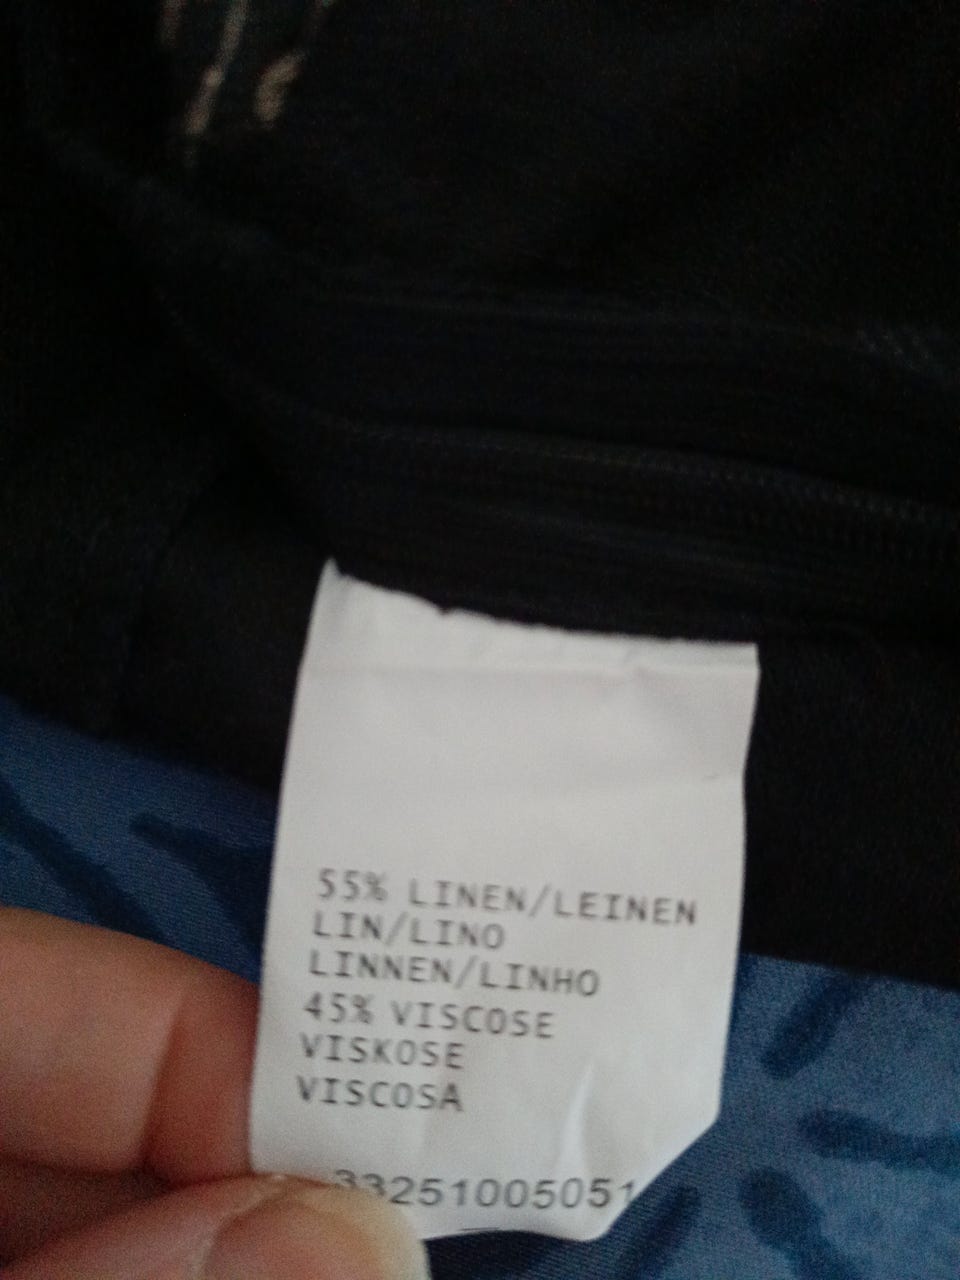 55% LINEN/LEINEN
LIN/LINO
LINNEN/LINHO
45% VISCOSE
VISKOSE
VISCOSA
33251005051